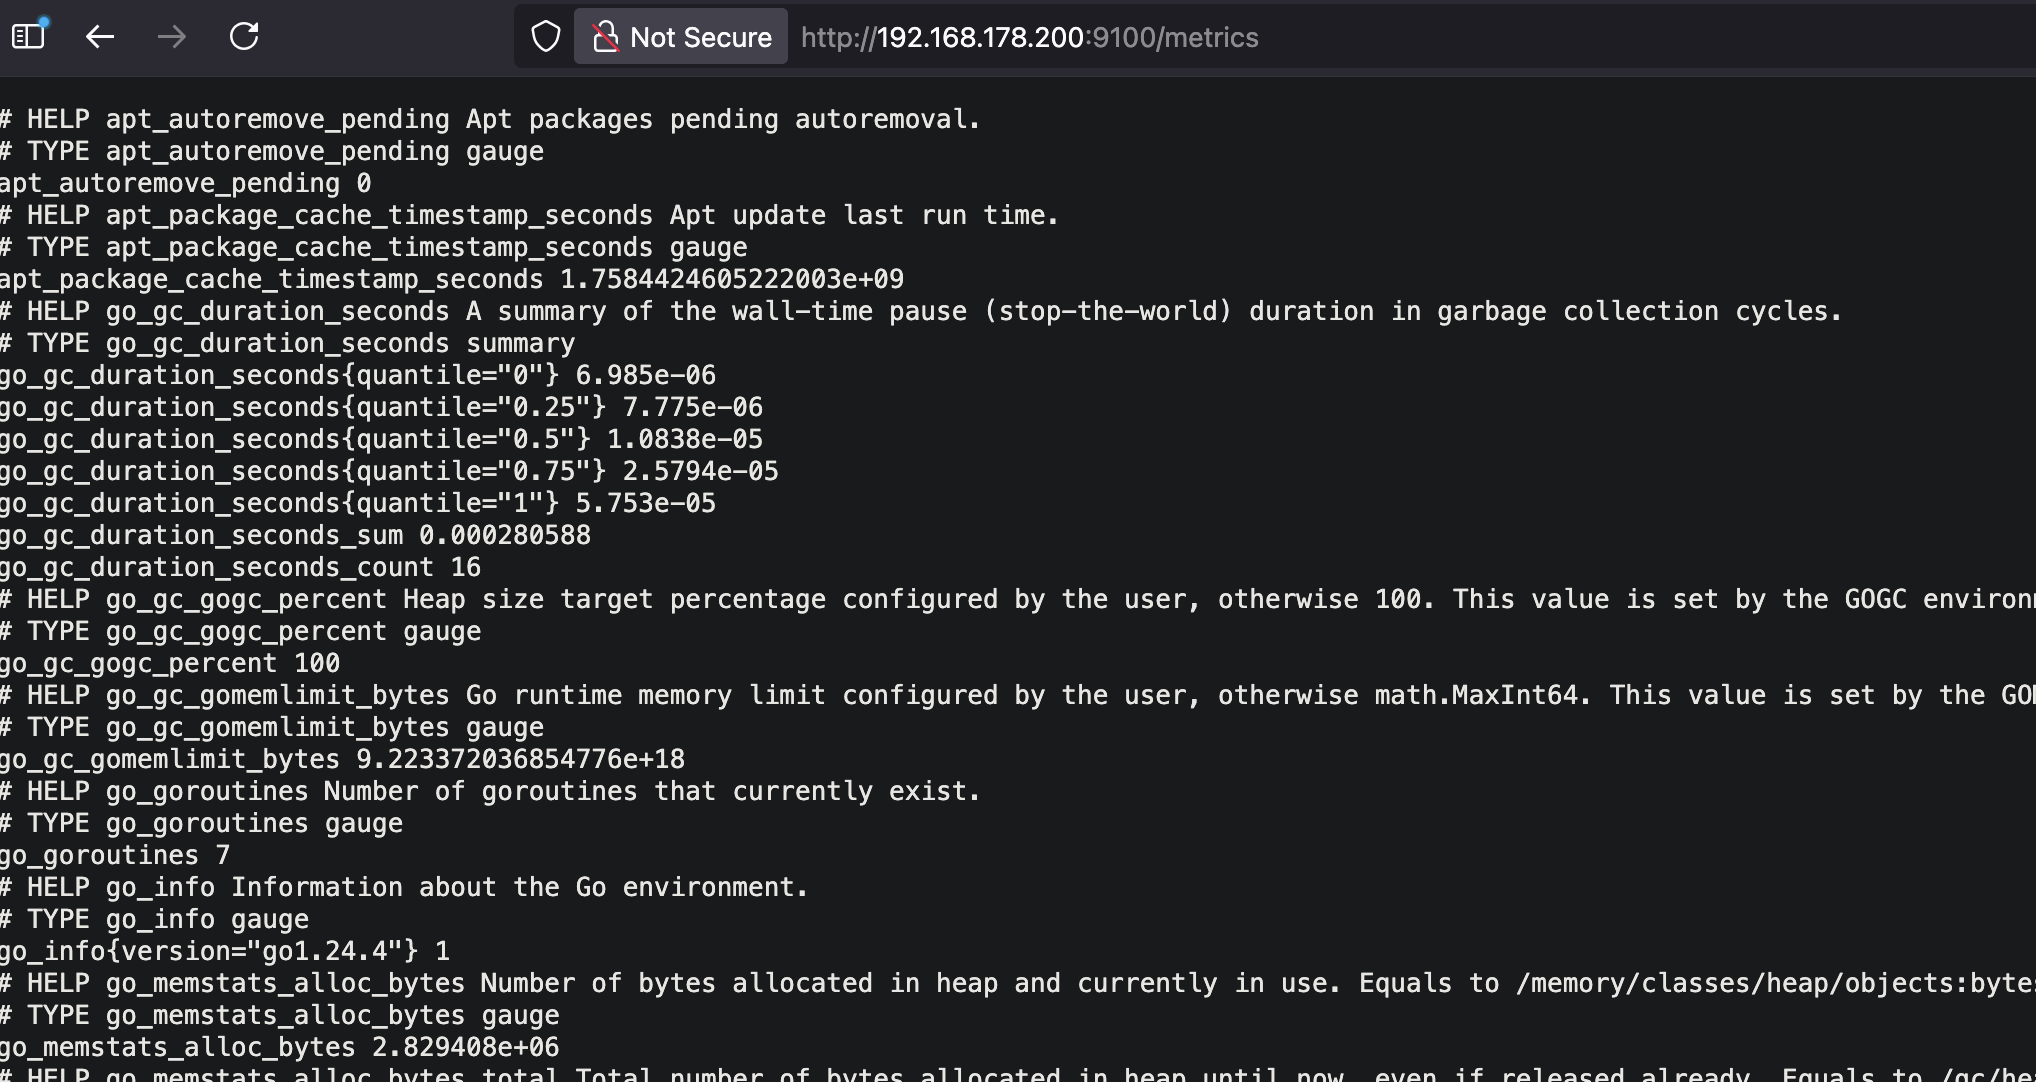 Not Secure http://192.168.178.200:9100/metrics
# HELP apt_autoremove_pending Apt packages pending autoremoval.
# TYPE apt_autoremove_pending gauge
apt_autoremove_pending 0
# HELP apt_package_cache_timestamp_seconds Apt update last run time.
# TYPE apt_package_cache_timestamp_seconds gauge
apt_package_cache_timestamp_seconds 1.7584424605222003e+09
# HELP go_gc_duration_seconds A summary of the wall-time pause (stop-the-world) duration in garbage collection cycles.
# TYPE go_gc_duration_seconds summary
go_gc_duration_seconds{quantile="0"} 6.985e-06
go_gc_duration_seconds{quantile="0.25"} 7.775e-06
go_gc_duration_seconds{quantile="0.5"} 1.0838e-05
go_gc_duration_seconds{quantile="0.75"} 2.5794e-05
go_gc_duration_seconds{quantile="1"} 5.753e-05
go_gc_duration_seconds_sum 0.000280588
go_gc_duration_seconds_count 16
# HELP go_gc_gogc_percent Heap size target percentage configured by the user, otherwise 100. This value is set by the GOGC environ
# TYPE go_gc_gogc_percent gauge
go_gc_gogc_percent 100
# HELP go_gc_gomemlimit_bytes Go runtime memory limit configured by the user, otherwise math.MaxInt64. This value is set by the GO
# TYPE go_gc_gomemlimit_bytes gauge
go_gc_gomemlimit_bytes 9.223372036854776e+18
# HELP go_goroutines Number of goroutines that currently exist.
# TYPE go_goroutines gauge
go_goroutines 7
# HELP go_info Information about the Go environment.
# TYPE go_info gauge
go_info{version="go1.24.4"} 1
# HELP go_memstats_alloc_bytes Number of bytes allocated in heap and currently in use. Equals to /memory/classes/heap/objects:bytes
# TYPE go_memstats_alloc_bytes gauge
go_memstats_alloc_bytes 2.829408e+06
# HELP go_memstats_alloc_bytes_total Total number of bytes allocated in heap until now, even if released already. Equals to /gc/he